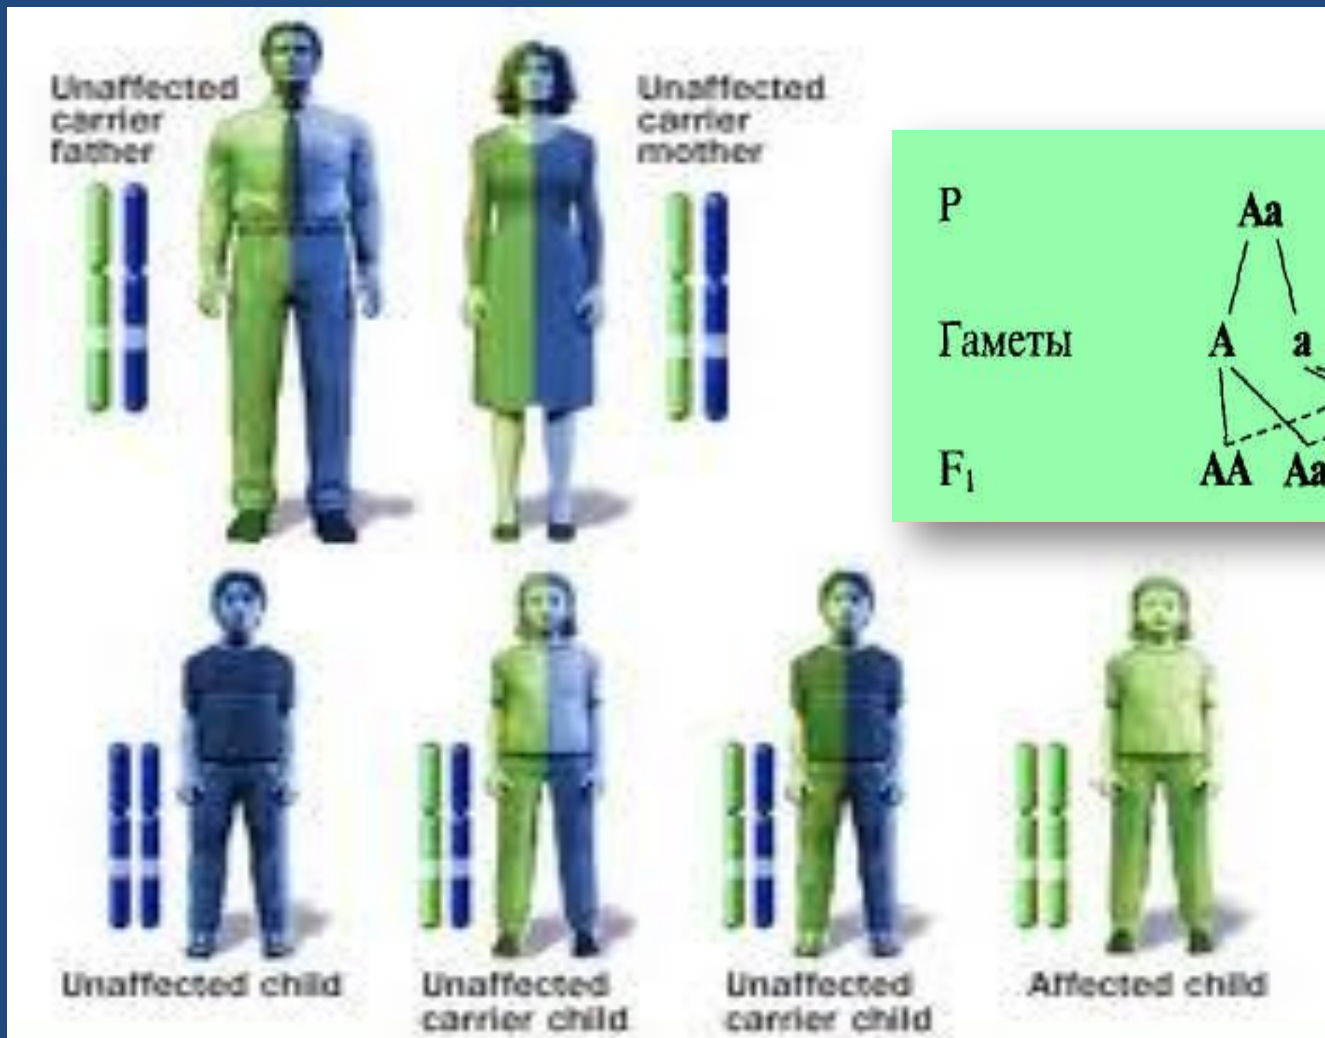 Unaffected
carrier
father
Unaffected
carrier
mother
P
Aa
Гаметы
A a
F₁
AA Aa
Unaffected child
Unaffected
carrier child
Unaffected
carrier child
Affected child